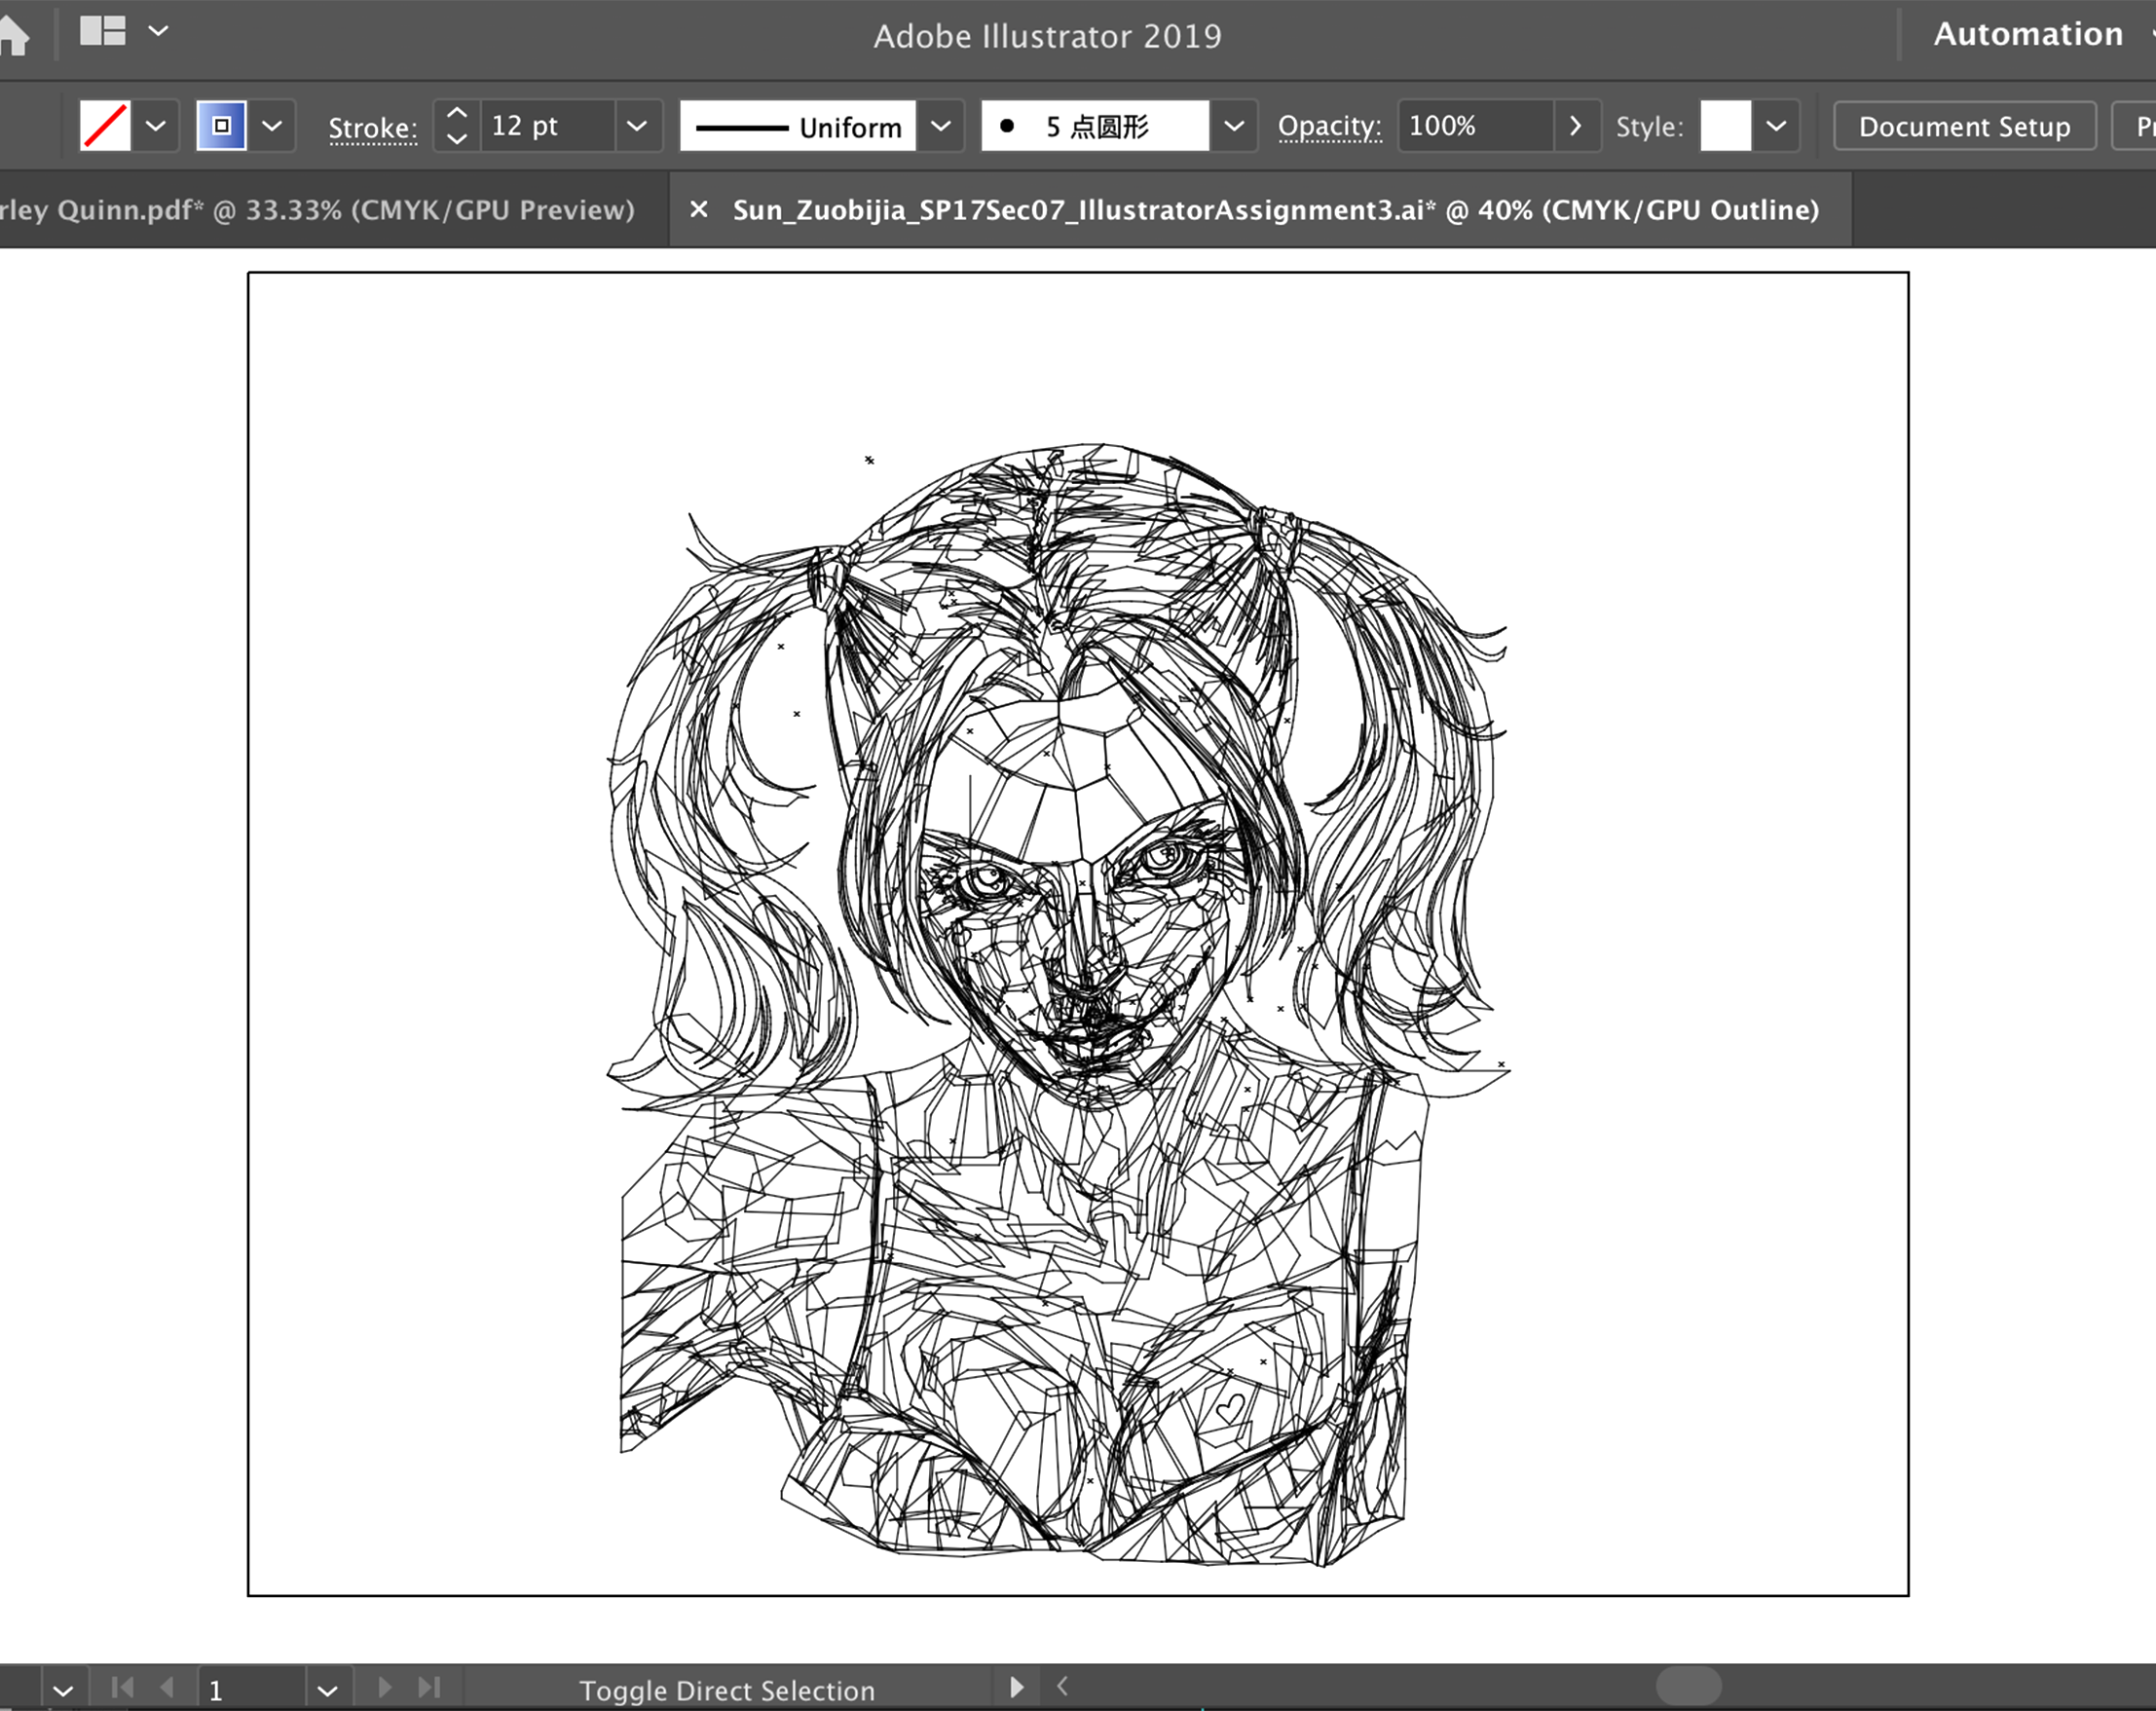 Adobe Illustrator 2019
Automation
Stroke: 12 pt Uniform 5 点圆形 Opacity: 100% Style: Document Setup
rley Quinn.pdf* @ 33.33% (CMYK/GPU Preview) × Sun_Zuobijia_SP17Sec07_IllustratorAssignment3.ai* @ 40% (CMYK/GPU Outline)
1 Toggle Direct Selection